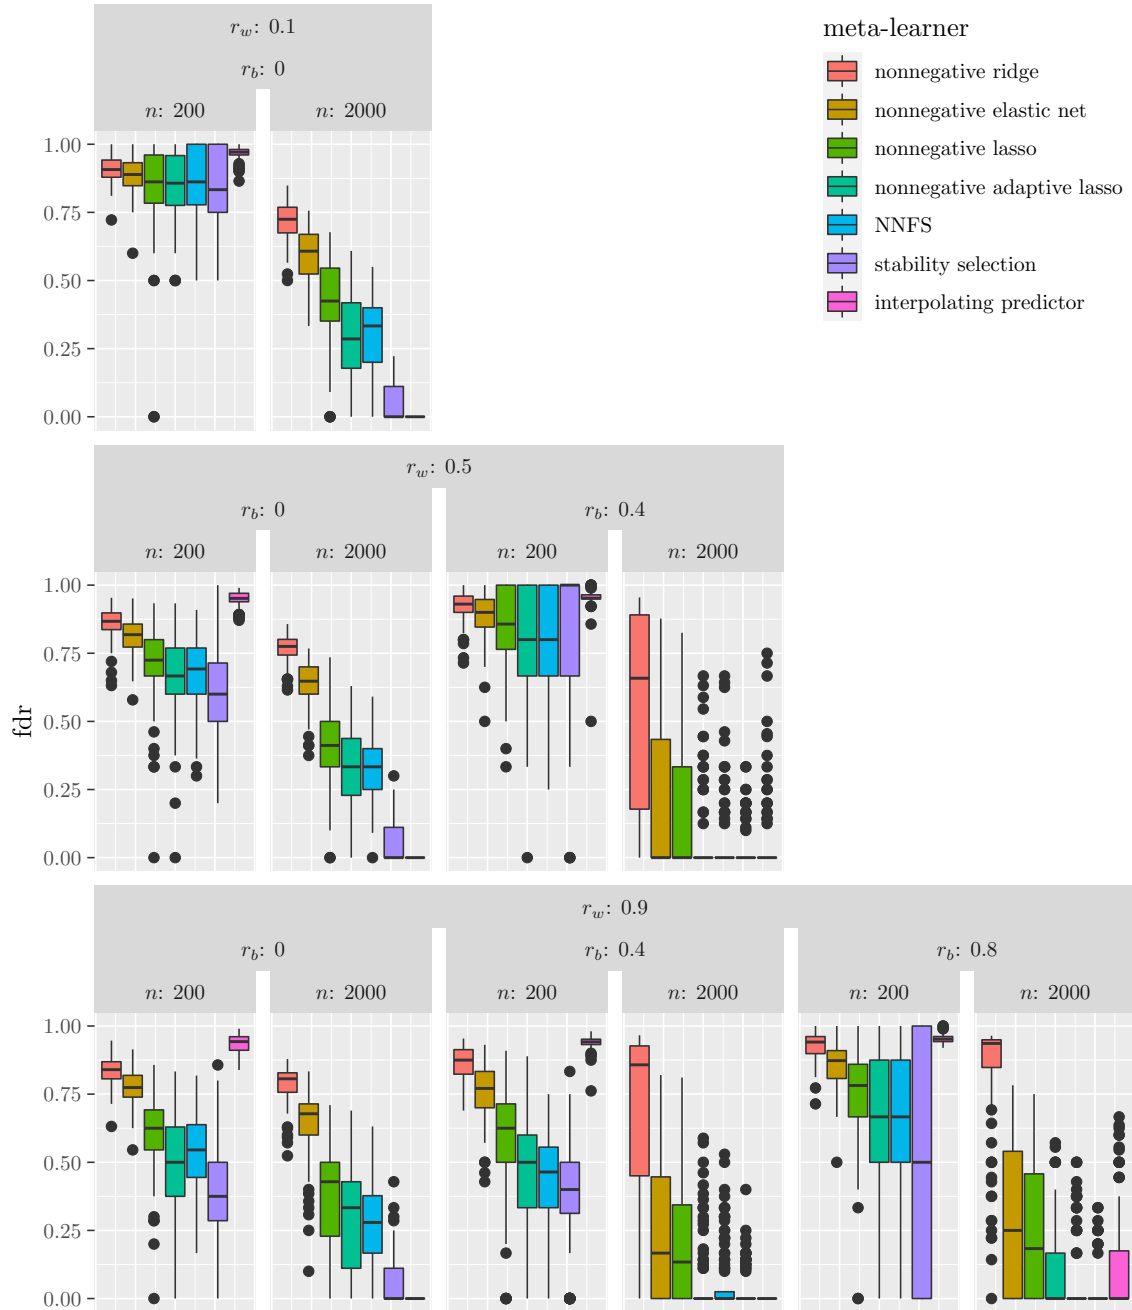 r_w: 0.1
r_b: 0
n: 200
n: 2000
1.00
0.75
0.50
0.25
0.00
meta-learner
nonnegative ridge
nonnegative elastic net
nonnegative lasso
nonnegative adaptive lasso
NNFS
stability selection
interpolating predictor
fdr
r_w: 0.5
r_b: 0
r_b: 0.4
n: 200
n: 2000
n: 200
n: 2000
1.00
0.75
0.50
0.25
0.00
r_w: 0.9
r_b: 0
r_b: 0.4
r_b: 0.8
n: 200
n: 2000
n: 200
n: 2000
n: 200
n: 2000
1.00
0.75
0.50
0.25
0.00